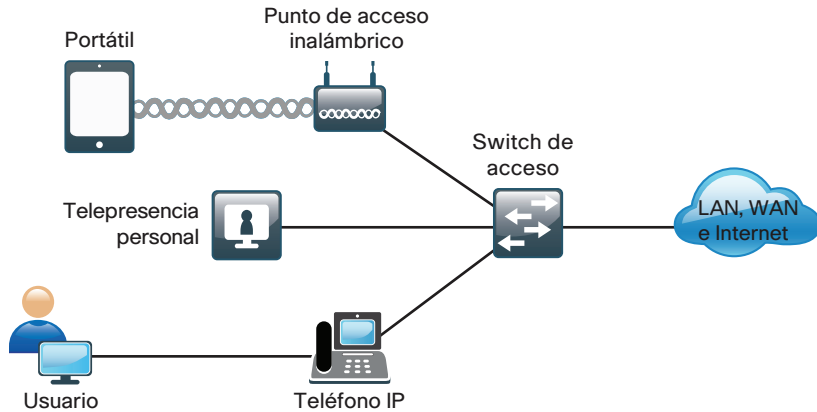 Punto de acceso
inalámbrico
Portátil
Switch de
acceso
Telepresencia
personal
LAN, WAN
e Internet
Usuario
Teléfono IP